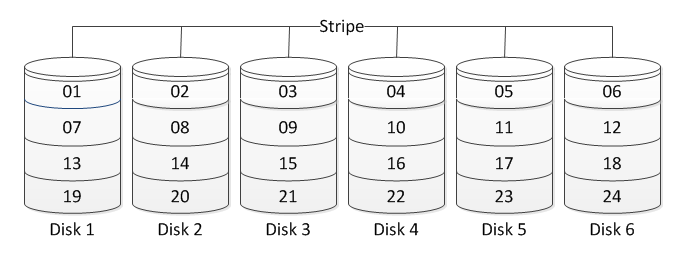 Stripe
01 02 03 04 05 06
07 08 09 10 11 12
13 14 15 16 17 18
19 20 21 22 23 24
Disk 1 Disk 2 Disk 3 Disk 4 Disk 5 Disk 6